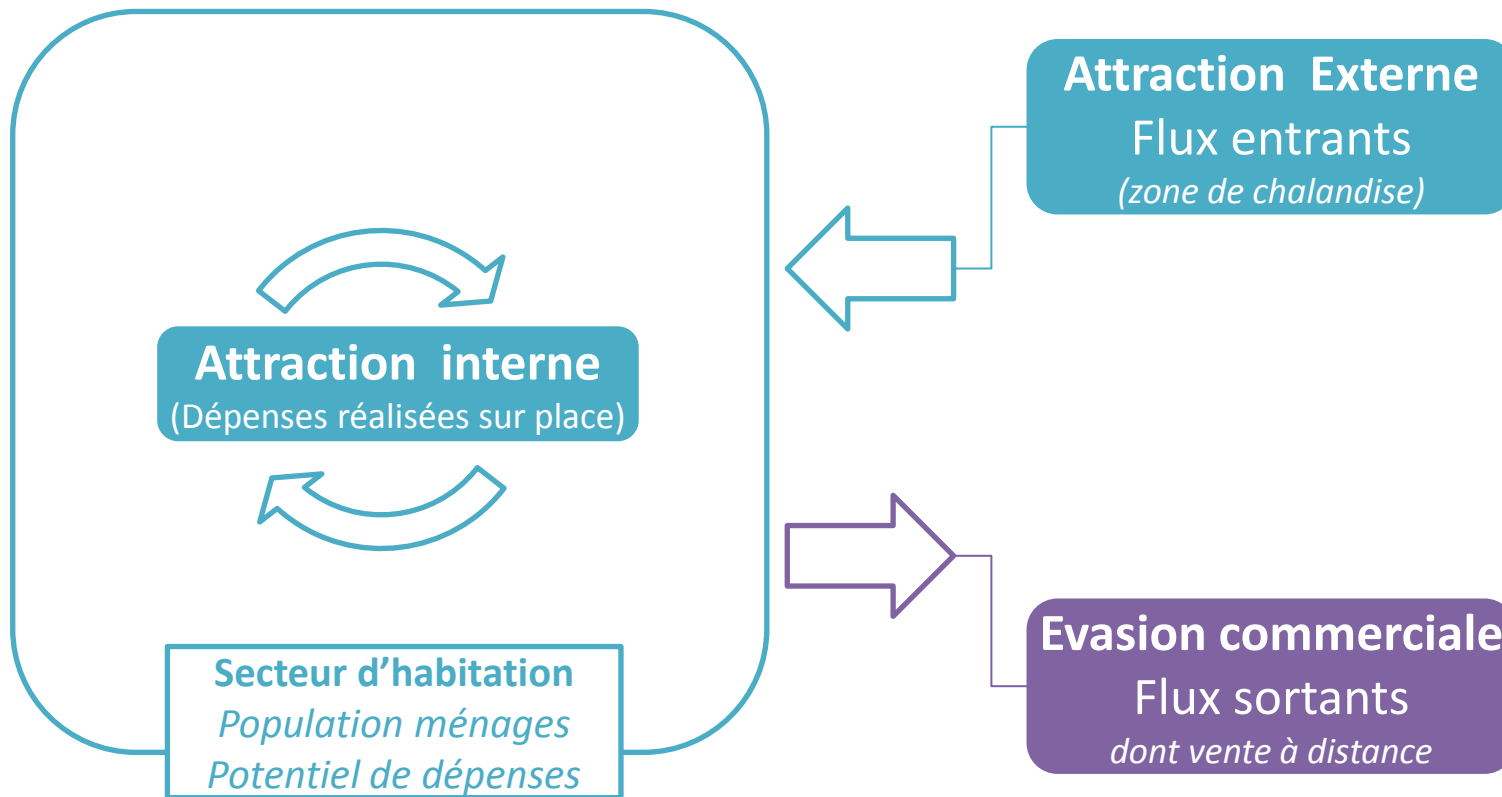 Attraction Externe
Flux entrants
(zone de chalandise)
Attraction interne
(Dépenses réalisées sur place)
Evasion commerciale
Flux sortants
dont vente à distance
Secteur d’habitation
Population ménages
Potentiel de dépenses